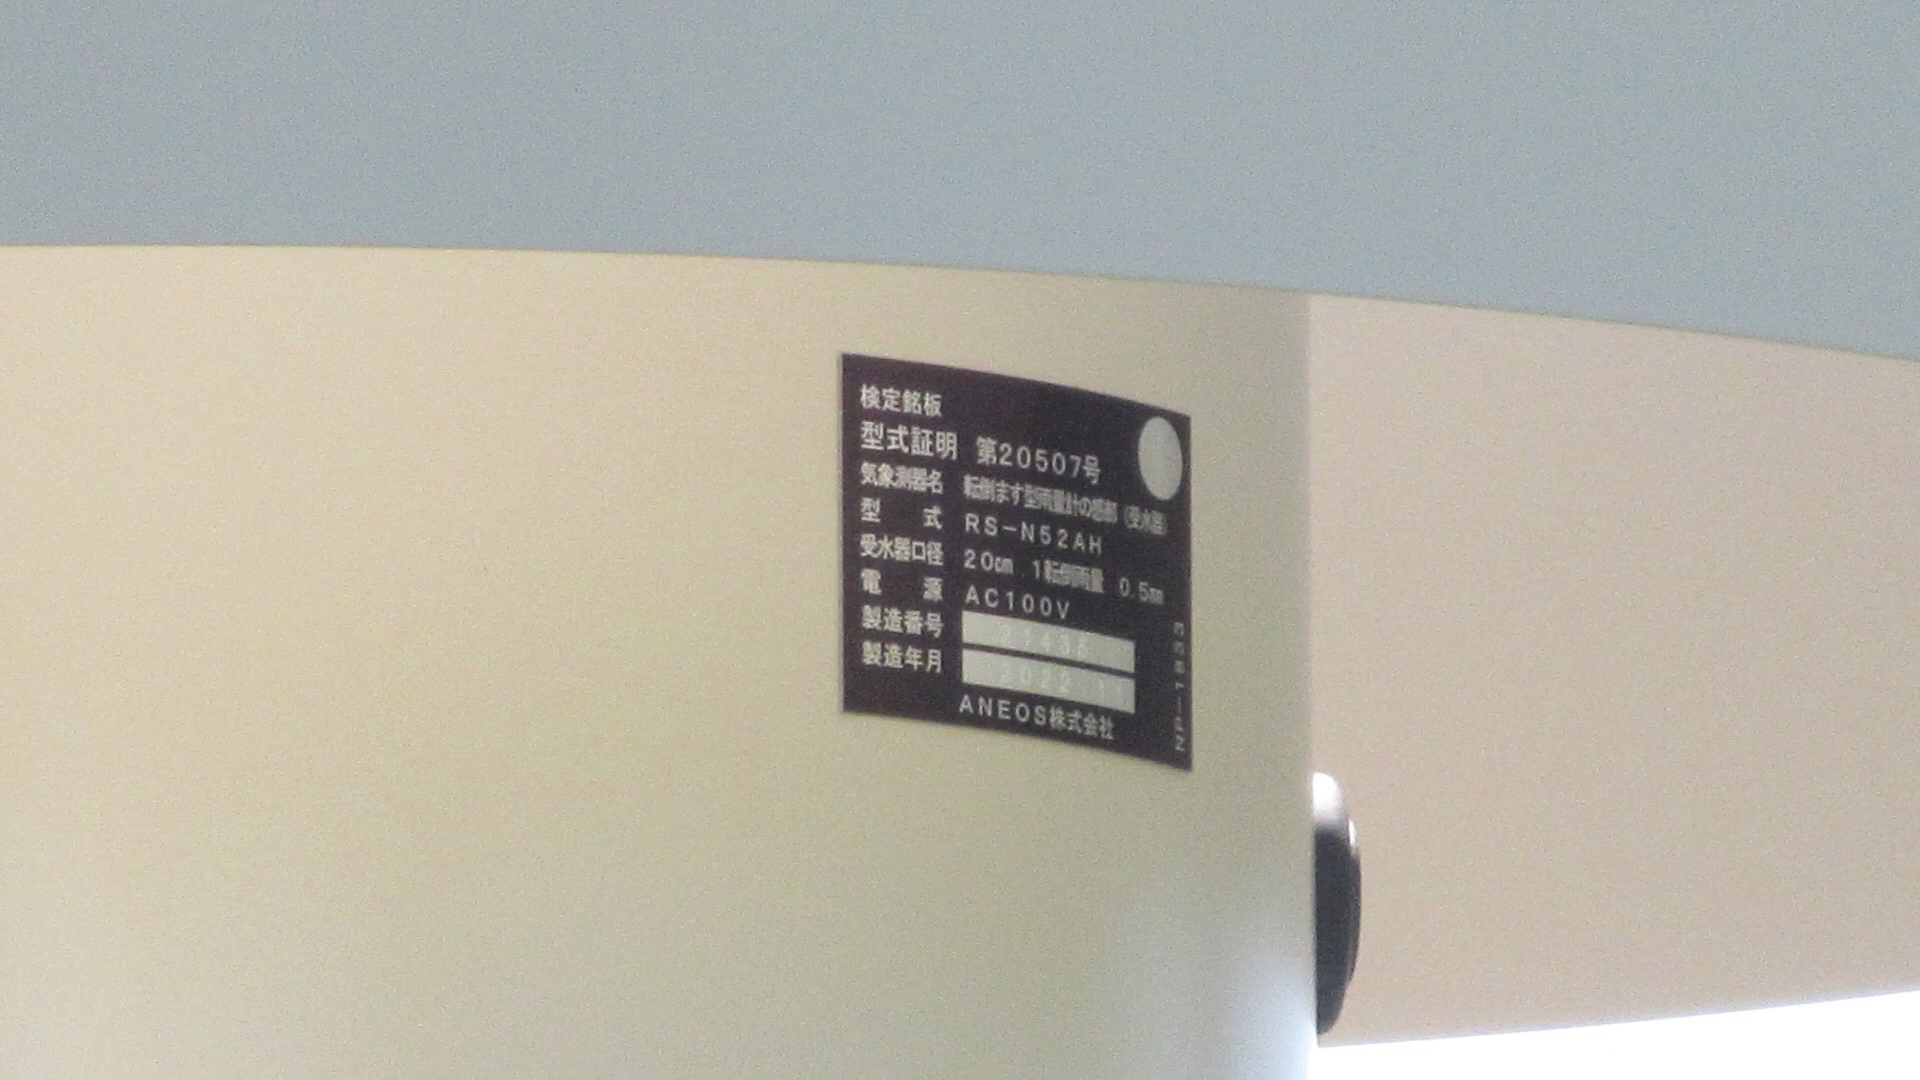 検定銘板
型式証明 第20507号
気象測器名 転倒ます型雨量計の感部(受水器)
型 式 RS-N52AH
受水器口径 20㎝ 1転倒雨量 0.5㎜
電 源 AC100V
製造番号
製造年月 2022.11
ANEOS株式会社